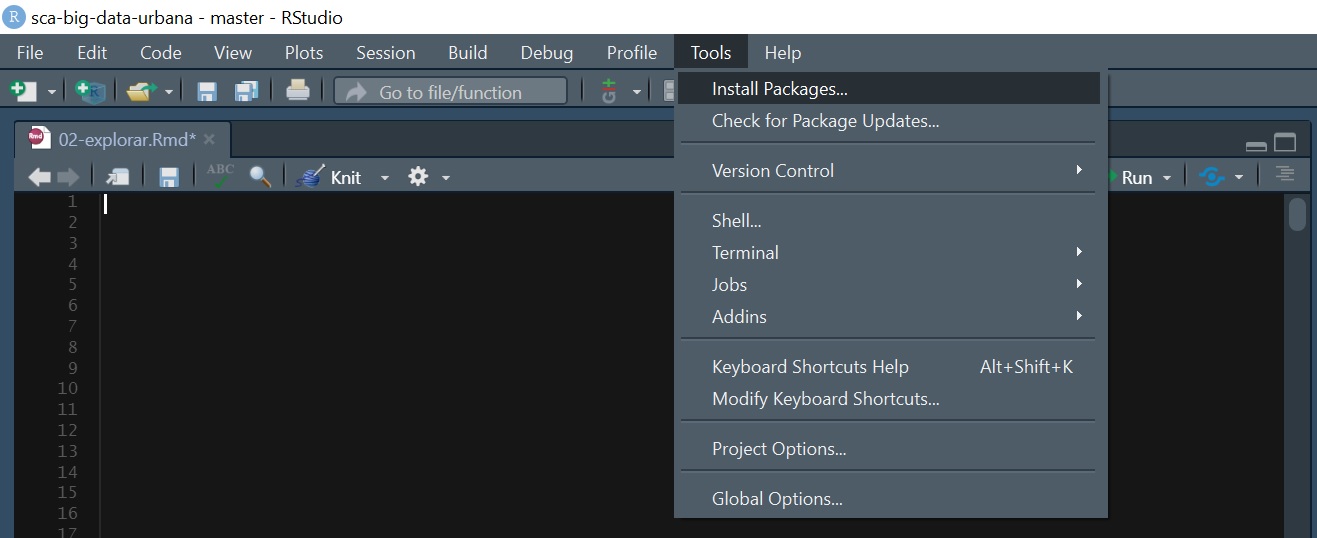 R sca-big-data-urbana - master - RStudio
File Edit Code View Plots Session Build Debug Profile Tools Help
Go to file/function
Install Packages...
Check for Package Updates...
Rmd 02-explorar.Rmd*
Version Control
ABC Knit Run
Shell...
Terminal
Jobs
Addins
Keyboard Shortcuts Help Alt+Shift+K
Modify Keyboard Shortcuts...
Project Options...
Global Options...
1
2
3
4
5
6
7
8
9
10
11
12
13
14
15
16
17